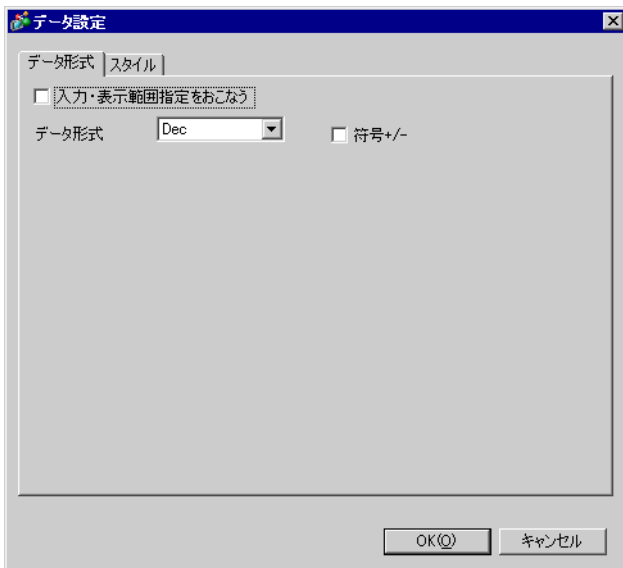 データ設定
データ形式 スタイル
入力・表示範囲指定をおこなう
データ形式 Dec 符号+/-
OK(O) キャンセル